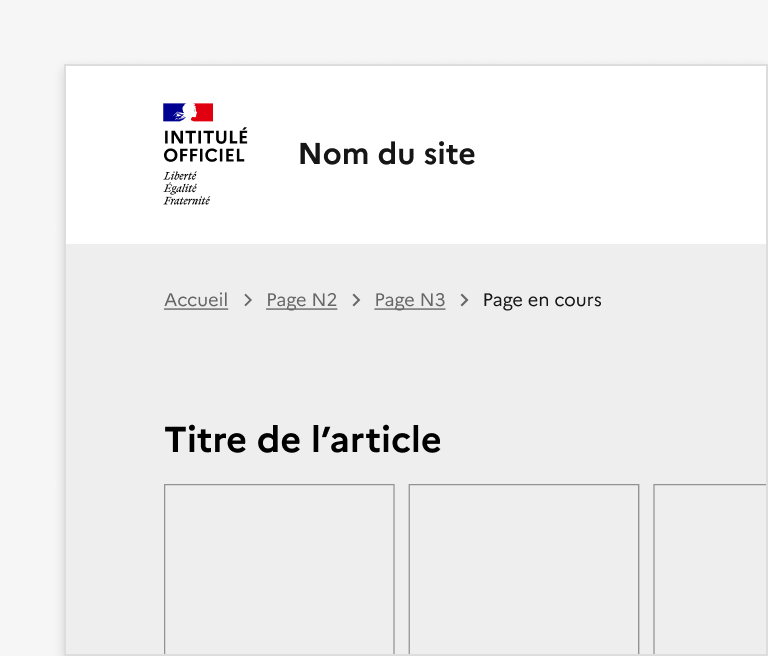 INTITULÉ
OFFICIEL
Liberté
Égalité
Fraternité
Nom du site
Accueil > Page N2 > Page N3 > Page en cours
Titre de l’article